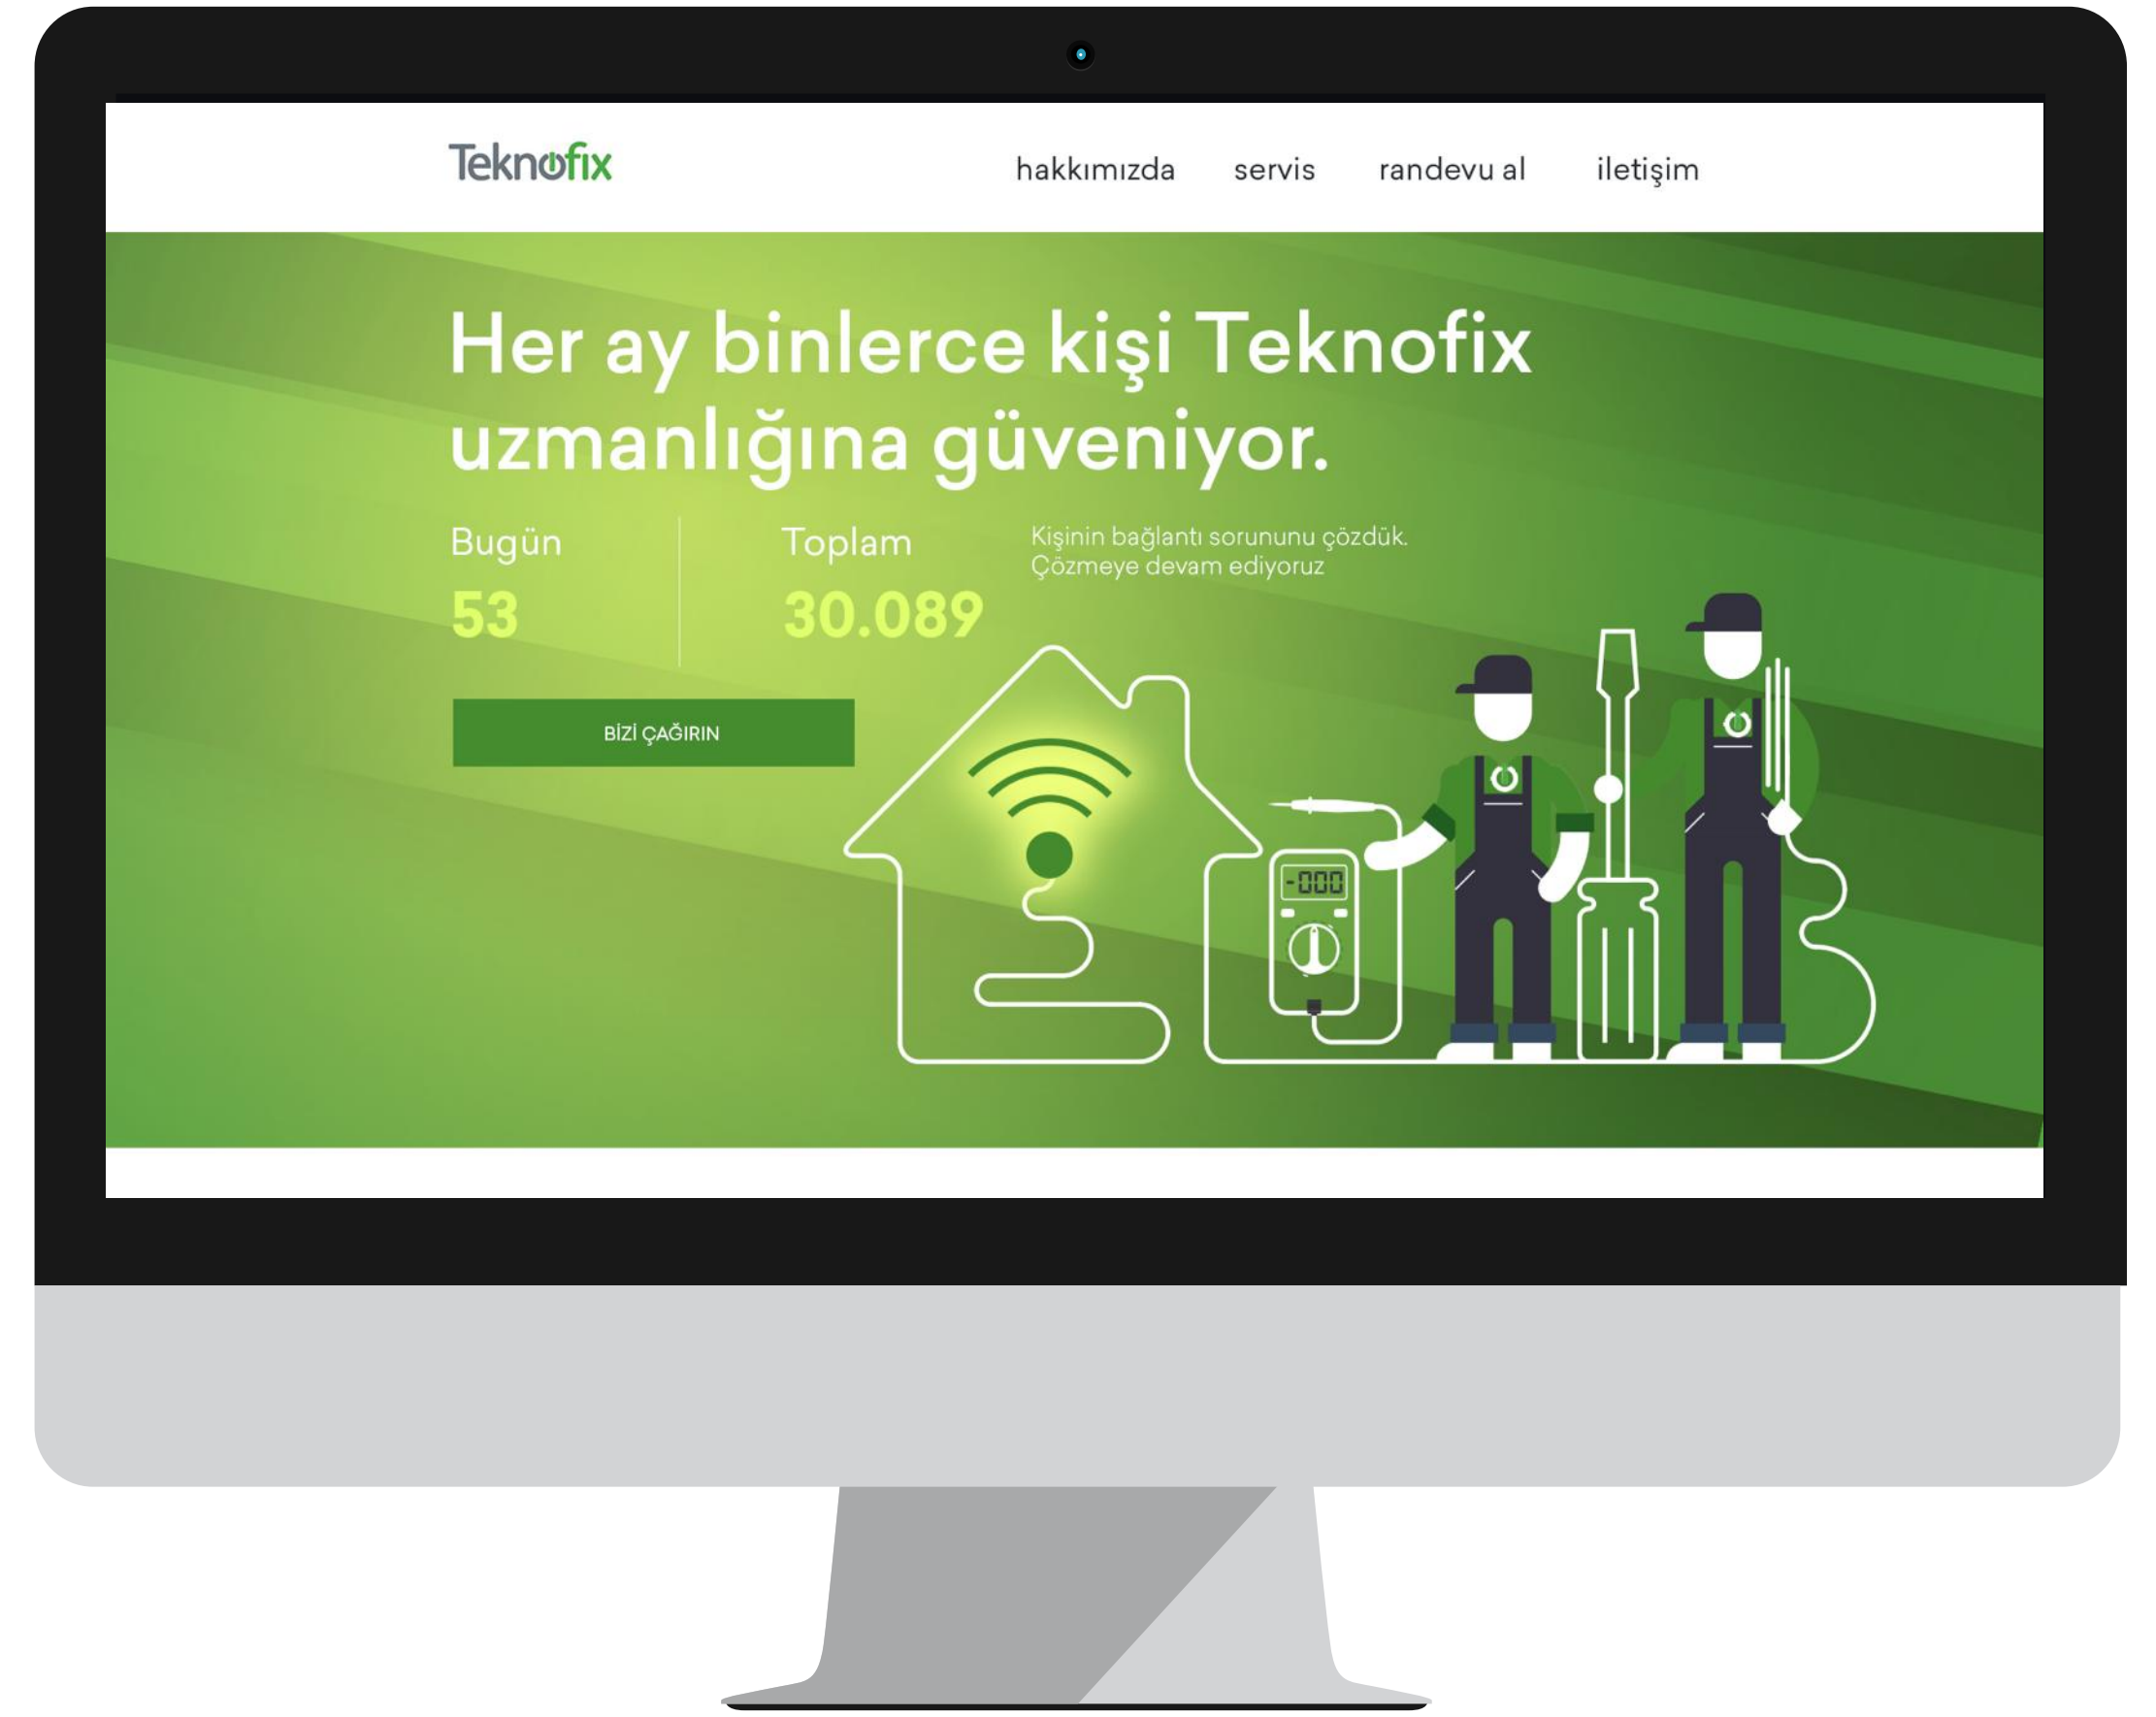 Teknofix
hakkımızda servis randevu al iletişim
Her ay binlerce kişi Teknofix
uzmanlığına güveniyor.
Bugün
53
Toplam
30.089
Kişinin bağlantı sorununu çözdük.
Çözmeye devam ediyoruz
BİZİ ÇAĞIRIN
-000